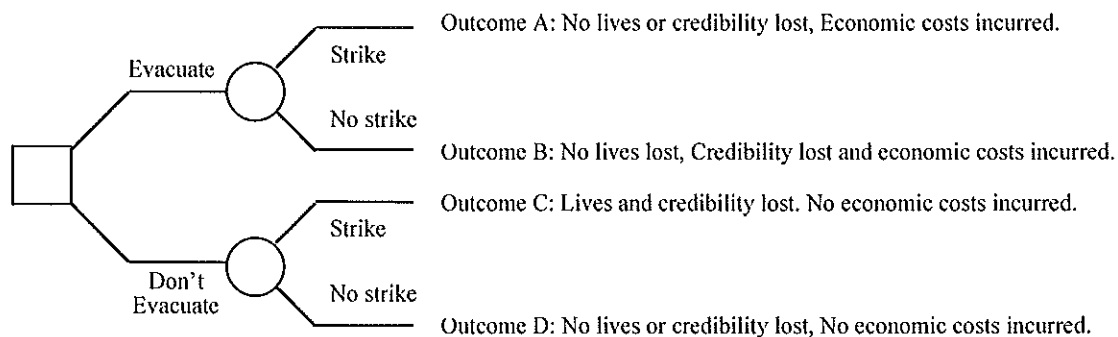 Outcome A: No lives or credibility lost, Economic costs incurred.
Strike
Evacuate
No strike
Outcome B: No lives lost, Credibility lost and economic costs incurred.
Outcome C: Lives and credibility lost. No economic costs incurred.
Strike
Don't
Evacuate
No strike
Outcome D: No lives or credibility lost, No economic costs incurred.